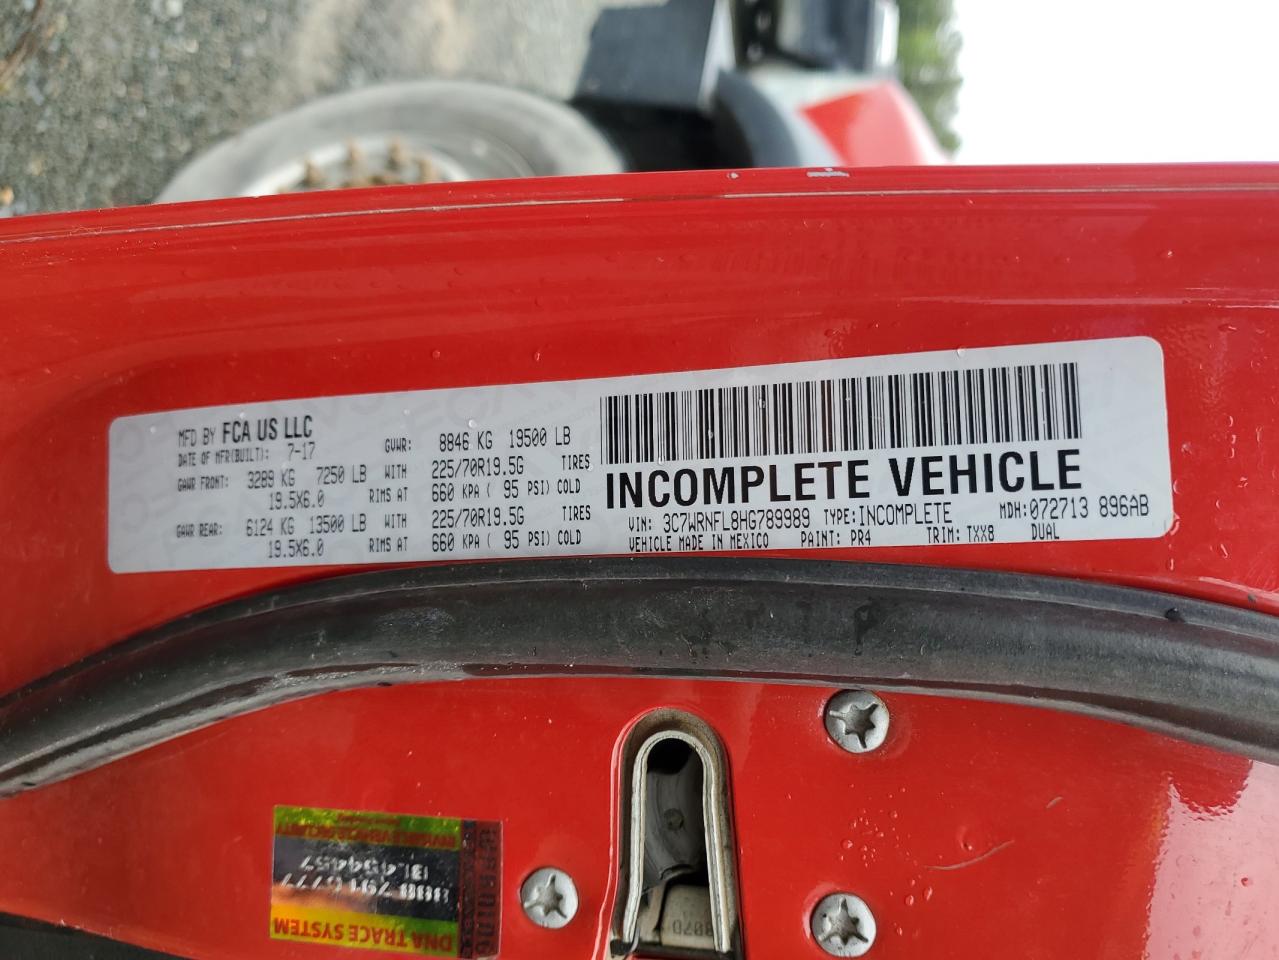 MFD BY FCA US LLC
DATE OF MFR(BUILT): 7-17 GVWR: 8846 KG 19500 LB
GAWR FRONT: 3289 KG 7250 LB WITH 225/70R19.5G TIRES
19.5X6.0 RIMS AT 660 KPA ( 95 PSI) COLD
GAWR REAR: 6124 KG 13500 LB WITH 225/70R19.5G TIRES
19.5X6.0 RIMS AT 660 KPA ( 95 PSI) COLD
INCOMPLETE VEHICLE
VIN: 3C7WRNFL8HG789989 TYPE:INCOMPLETE MDH:072713 896AB
VEHICLE MADE IN MEXICO PAINT: PR4 TRIM: TXX8 DUAL
DNA TRACE SYSTEM
BL454457
INVISIBLE VEHICLE SECURITY